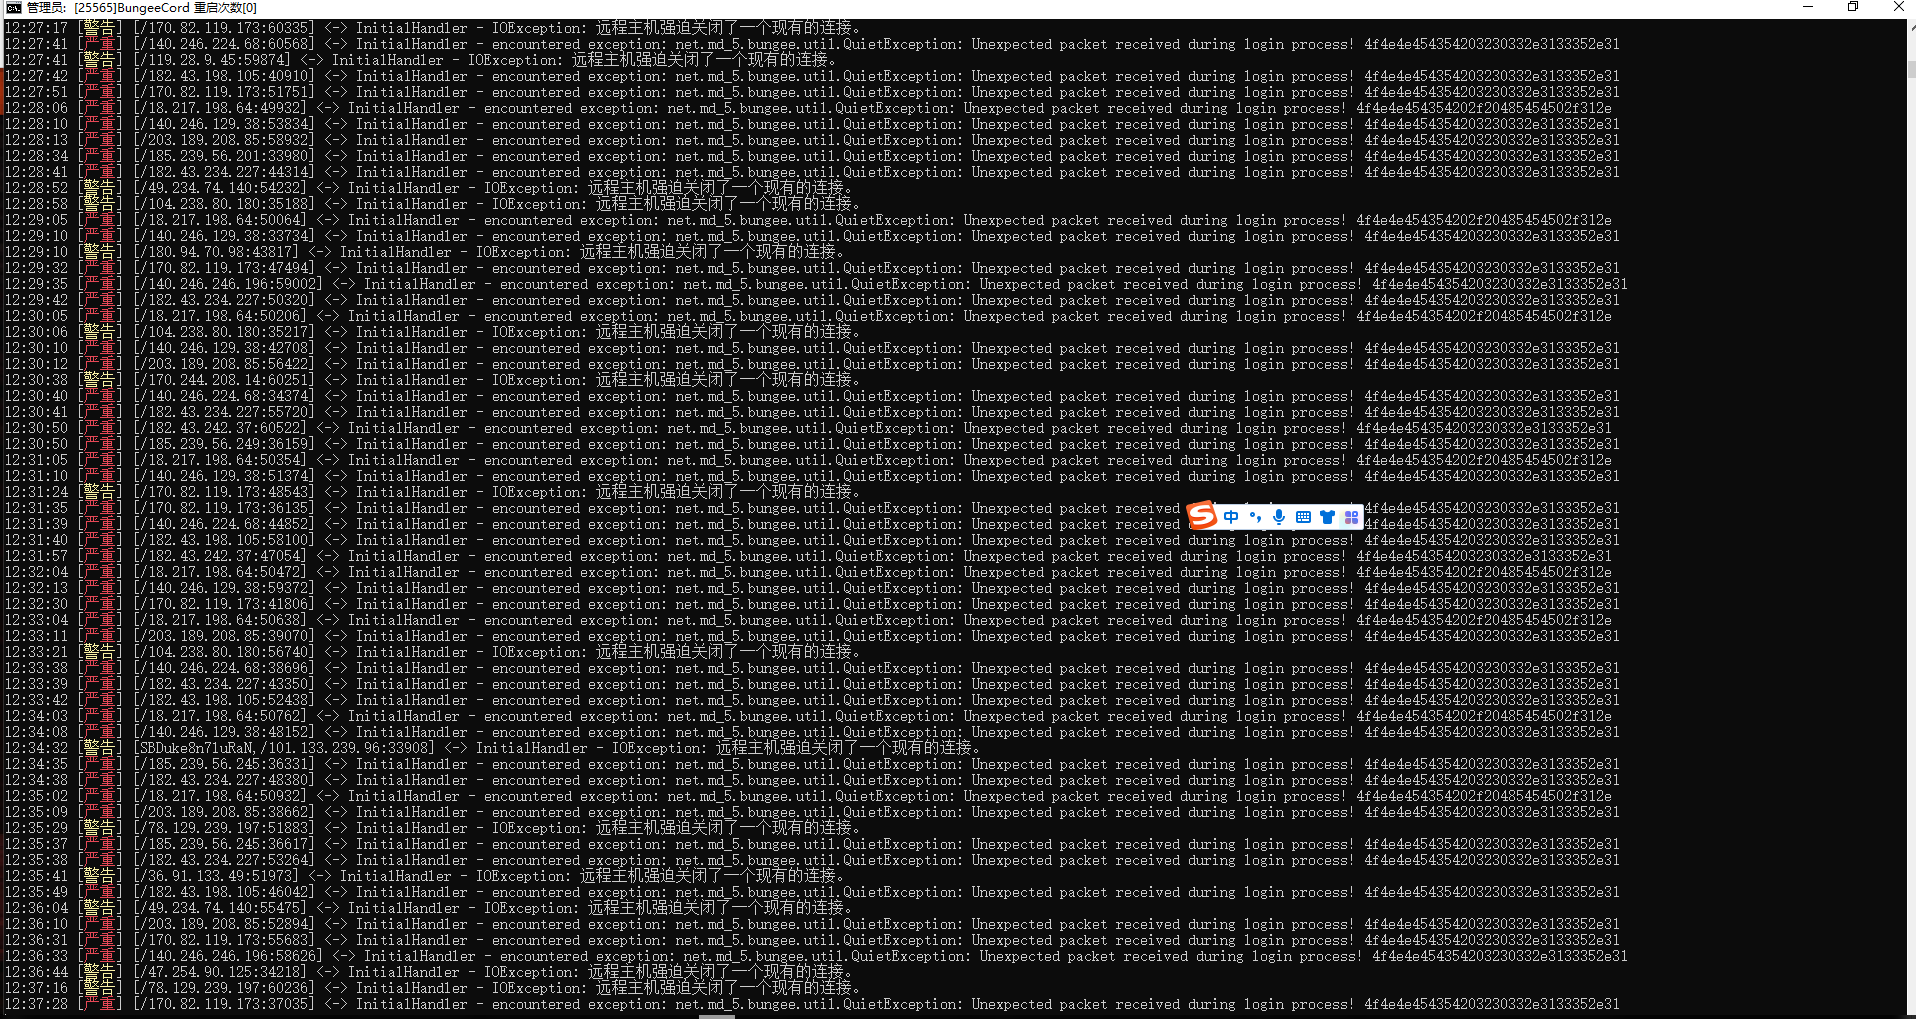 管理员: [25565]BungeeCord 重启次数[0]
12:27:17 [警告] [/170.82.119.173:60335] <-> InitialHandler - IOException: 远程主机强迫关闭了一个现有的连接。
12:27:41 [严重] [/140.246.224.68:60568] <-> InitialHandler - encountered exception: net.md_5.bungee.util.QuietException: Unexpected packet received during login process! 4f4e4e454354203230332e3133352e31
12:27:41 [警告] [/119.28.9.45:59874] <-> InitialHandler - IOException: 远程主机强迫关闭了一个现有的连接。
12:27:42 [严重] [/182.43.198.105:40910] <-> InitialHandler - encountered exception: net.md_5.bungee.util.QuietException: Unexpected packet received during login process! 4f4e4e454354203230332e3133352e31
12:27:51 [严重] [/170.82.119.173:51751] <-> InitialHandler - encountered exception: net.md_5.bungee.util.QuietException: Unexpected packet received during login process! 4f4e4e454354203230332e3133352e31
12:28:06 [严重] [/18.217.198.64:49932] <-> InitialHandler - encountered exception: net.md_5.bungee.util.QuietException: Unexpected packet received during login process! 4f4e4e454354202f20485454502f312e
12:28:10 [严重] [/140.246.129.38:53834] <-> InitialHandler - encountered exception: net.md_5.bungee.util.QuietException: Unexpected packet received during login process! 4f4e4e454354203230332e3133352e31
12:28:13 [严重] [/203.189.208.85:58932] <-> InitialHandler - encountered exception: net.md_5.bungee.util.QuietException: Unexpected packet received during login process! 4f4e4e454354203230332e3133352e31
12:28:34 [严重] [/185.239.56.201:33980] <-> InitialHandler - encountered exception: net.md_5.bungee.util.QuietException: Unexpected packet received during login process! 4f4e4e454354203230332e3133352e31
12:28:41 [严重] [/182.43.234.227:44314] <-> InitialHandler - encountered exception: net.md_5.bungee.util.QuietException: Unexpected packet received during login process! 4f4e4e454354203230332e3133352e31
12:28:52 [警告] [/49.234.74.140:54232] <-> InitialHandler - IOException: 远程主机强迫关闭了一个现有的连接。
12:28:58 [警告] [/104.238.80.180:35188] <-> InitialHandler - IOException: 远程主机强迫关闭了一个现有的连接。
12:29:05 [严重] [/18.217.198.64:50064] <-> InitialHandler - encountered exception: net.md_5.bungee.util.QuietException: Unexpected packet received during login process! 4f4e4e454354202f20485454502f312e
12:29:10 [严重] [/140.246.129.38:33734] <-> InitialHandler - encountered exception: net.md_5.bungee.util.QuietException: Unexpected packet received during login process! 4f4e4e454354203230332e3133352e31
12:29:10 [警告] [/180.94.70.98:43817] <-> InitialHandler - IOException: 远程主机强迫关闭了一个现有的连接。
12:29:32 [严重] [/170.82.119.173:47494] <-> InitialHandler - encountered exception: net.md_5.bungee.util.QuietException: Unexpected packet received during login process! 4f4e4e454354203230332e3133352e31
12:29:35 [严重] [/140.246.246.196:59002] <-> InitialHandler - encountered exception: net.md_5.bungee.util.QuietException: Unexpected packet received during login process! 4f4e4e454354203230332e3133352e31
12:29:42 [严重] [/182.43.234.227:50320] <-> InitialHandler - encountered exception: net.md_5.bungee.util.QuietException: Unexpected packet received during login process! 4f4e4e454354203230332e3133352e31
12:30:05 [严重] [/18.217.198.64:50206] <-> InitialHandler - encountered exception: net.md_5.bungee.util.QuietException: Unexpected packet received during login process! 4f4e4e454354202f20485454502f312e
12:30:06 [警告] [/104.238.80.180:35217] <-> InitialHandler - IOException: 远程主机强迫关闭了一个现有的连接。
12:30:10 [严重] [/140.246.129.38:42708] <-> InitialHandler - encountered exception: net.md_5.bungee.util.QuietException: Unexpected packet received during login process! 4f4e4e454354203230332e3133352e31
12:30:12 [严重] [/203.189.208.85:56422] <-> InitialHandler - encountered exception: net.md_5.bungee.util.QuietException: Unexpected packet received during login process! 4f4e4e454354203230332e3133352e31
12:30:38 [警告] [/170.244.208.14:60251] <-> InitialHandler - IOException: 远程主机强迫关闭了一个现有的连接。
12:30:40 [严重] [/140.246.224.68:34374] <-> InitialHandler - encountered exception: net.md_5.bungee.util.QuietException: Unexpected packet received during login process! 4f4e4e454354203230332e3133352e31
12:30:41 [严重] [/182.43.234.227:55720] <-> InitialHandler - encountered exception: net.md_5.bungee.util.QuietException: Unexpected packet received during login process! 4f4e4e454354203230332e3133352e31
12:30:50 [严重] [/182.43.242.37:60522] <-> InitialHandler - encountered exception: net.md_5.bungee.util.QuietException: Unexpected packet received during login process! 4f4e4e454354203230332e3133352e31
12:30:50 [严重] [/185.239.56.249:36159] <-> InitialHandler - encountered exception: net.md_5.bungee.util.QuietException: Unexpected packet received during login process! 4f4e4e454354203230332e3133352e31
12:31:05 [严重] [/18.217.198.64:50354] <-> InitialHandler - encountered exception: net.md_5.bungee.util.QuietException: Unexpected packet received during login process! 4f4e4e454354202f20485454502f312e
12:31:10 [严重] [/140.246.129.38:51374] <-> InitialHandler - encountered exception: net.md_5.bungee.util.QuietException: Unexpected packet received during login process! 4f4e4e454354203230332e3133352e31
12:31:24 [警告] [/170.82.119.173:48543] <-> InitialHandler - IOException: 远程主机强迫关闭了一个现有的连接。
12:31:35 [严重] [/170.82.119.173:36135] <-> InitialHandler - encountered exception: net.md_5.bungee.util.QuietException: Unexpected packet received 4f4e4e454354203230332e3133352e31
中
12:31:39 [严重] [/140.246.224.68:44852] <-> InitialHandler - encountered exception: net.md_5.bungee.util.QuietException: Unexpected packet received 4f4e4e454354203230332e3133352e31
12:31:40 [严重] [/182.43.198.105:58100] <-> InitialHandler - encountered exception: net.md_5.bungee.util.QuietException: Unexpected packet received during login process! 4f4e4e454354203230332e3133352e31
12:31:57 [严重] [/182.43.242.37:47054] <-> InitialHandler - encountered exception: net.md_5.bungee.util.QuietException: Unexpected packet received during login process! 4f4e4e454354203230332e3133352e31
12:32:04 [严重] [/18.217.198.64:50472] <-> InitialHandler - encountered exception: net.md_5.bungee.util.QuietException: Unexpected packet received during login process! 4f4e4e454354202f20485454502f312e
12:32:13 [严重] [/140.246.129.38:59372] <-> InitialHandler - encountered exception: net.md_5.bungee.util.QuietException: Unexpected packet received during login process! 4f4e4e454354203230332e3133352e31
12:32:30 [严重] [/170.82.119.173:41806] <-> InitialHandler - encountered exception: net.md_5.bungee.util.QuietException: Unexpected packet received during login process! 4f4e4e454354203230332e3133352e31
12:33:04 [严重] [/18.217.198.64:50638] <-> InitialHandler - encountered exception: net.md_5.bungee.util.QuietException: Unexpected packet received during login process! 4f4e4e454354202f20485454502f312e
12:33:11 [严重] [/203.189.208.85:39070] <-> InitialHandler - encountered exception: net.md_5.bungee.util.QuietException: Unexpected packet received during login process! 4f4e4e454354203230332e3133352e31
12:33:21 [警告] [/104.238.80.180:56740] <-> InitialHandler - IOException: 远程主机强迫关闭了一个现有的连接。
12:33:38 [严重] [/140.246.224.68:38696] <-> InitialHandler - encountered exception: net.md_5.bungee.util.QuietException: Unexpected packet received during login process! 4f4e4e454354203230332e3133352e31
12:33:39 [严重] [/182.43.234.227:43350] <-> InitialHandler - encountered exception: net.md_5.bungee.util.QuietException: Unexpected packet received during login process! 4f4e4e454354203230332e3133352e31
12:33:42 [严重] [/182.43.198.105:52438] <-> InitialHandler - encountered exception: net.md_5.bungee.util.QuietException: Unexpected packet received during login process! 4f4e4e454354203230332e3133352e31
12:34:03 [严重] [/18.217.198.64:50762] <-> InitialHandler - encountered exception: net.md_5.bungee.util.QuietException: Unexpected packet received during login process! 4f4e4e454354202f20485454502f312e
12:34:08 [严重] [/140.246.129.38:48152] <-> InitialHandler - encountered exception: net.md_5.bungee.util.QuietException: Unexpected packet received during login process! 4f4e4e454354203230332e3133352e31
12:34:32 [警告] [SBDuke8n71uRaN,/101.133.239.96:33908] <-> InitialHandler - IOException: 远程主机强迫关闭了一个现有的连接。
12:34:35 [严重] [/185.239.56.245:36331] <-> InitialHandler - encountered exception: net.md_5.bungee.util.QuietException: Unexpected packet received during login process! 4f4e4e454354203230332e3133352e31
12:34:38 [严重] [/182.43.234.227:48380] <-> InitialHandler - encountered exception: net.md_5.bungee.util.QuietException: Unexpected packet received during login process! 4f4e4e454354203230332e3133352e31
12:35:02 [严重] [/18.217.198.64:50932] <-> InitialHandler - encountered exception: net.md_5.bungee.util.QuietException: Unexpected packet received during login process! 4f4e4e454354202f20485454502f312e
12:35:09 [严重] [/203.189.208.85:38662] <-> InitialHandler - encountered exception: net.md_5.bungee.util.QuietException: Unexpected packet received during login process! 4f4e4e454354203230332e3133352e31
12:35:29 [警告] [/78.129.239.197:51883] <-> InitialHandler - IOException: 远程主机强迫关闭了一个现有的连接。
12:35:37 [严重] [/185.239.56.245:36617] <-> InitialHandler - encountered exception: net.md_5.bungee.util.QuietException: Unexpected packet received during login process! 4f4e4e454354203230332e3133352e31
12:35:38 [严重] [/182.43.234.227:53264] <-> InitialHandler - encountered exception: net.md_5.bungee.util.QuietException: Unexpected packet received during login process! 4f4e4e454354203230332e3133352e31
12:35:41 [警告] [/36.91.133.49:51973] <-> InitialHandler - IOException: 远程主机强迫关闭了一个现有的连接。
12:35:49 [严重] [/182.43.198.105:46042] <-> InitialHandler - encountered exception: net.md_5.bungee.util.QuietException: Unexpected packet received during login process! 4f4e4e454354203230332e3133352e31
12:36:04 [警告] [/49.234.74.140:55475] <-> InitialHandler - IOException: 远程主机强迫关闭了一个现有的连接。
12:36:10 [严重] [/203.189.208.85:52894] <-> InitialHandler - encountered exception: net.md_5.bungee.util.QuietException: Unexpected packet received during login process! 4f4e4e454354203230332e3133352e31
12:36:31 [严重] [/170.82.119.173:55683] <-> InitialHandler - encountered exception: net.md_5.bungee.util.QuietException: Unexpected packet received during login process! 4f4e4e454354203230332e3133352e31
12:36:33 [严重] [/140.246.246.196:58626] <-> InitialHandler - encountered exception: net.md_5.bungee.util.QuietException: Unexpected packet received during login process! 4f4e4e454354203230332e3133352e31
12:36:44 [警告] [/47.254.90.125:34218] <-> InitialHandler - IOException: 远程主机强迫关闭了一个现有的连接。
12:37:16 [警告] [/78.129.239.197:60236] <-> InitialHandler - IOException: 远程主机强迫关闭了一个现有的连接。
12:37:28 [严重] [/170.82.119.173:37035] <-> InitialHandler - encountered exception: net.md_5.bungee.util.QuietException: Unexpected packet received during login process! 4f4e4e454354203230332e3133352e31